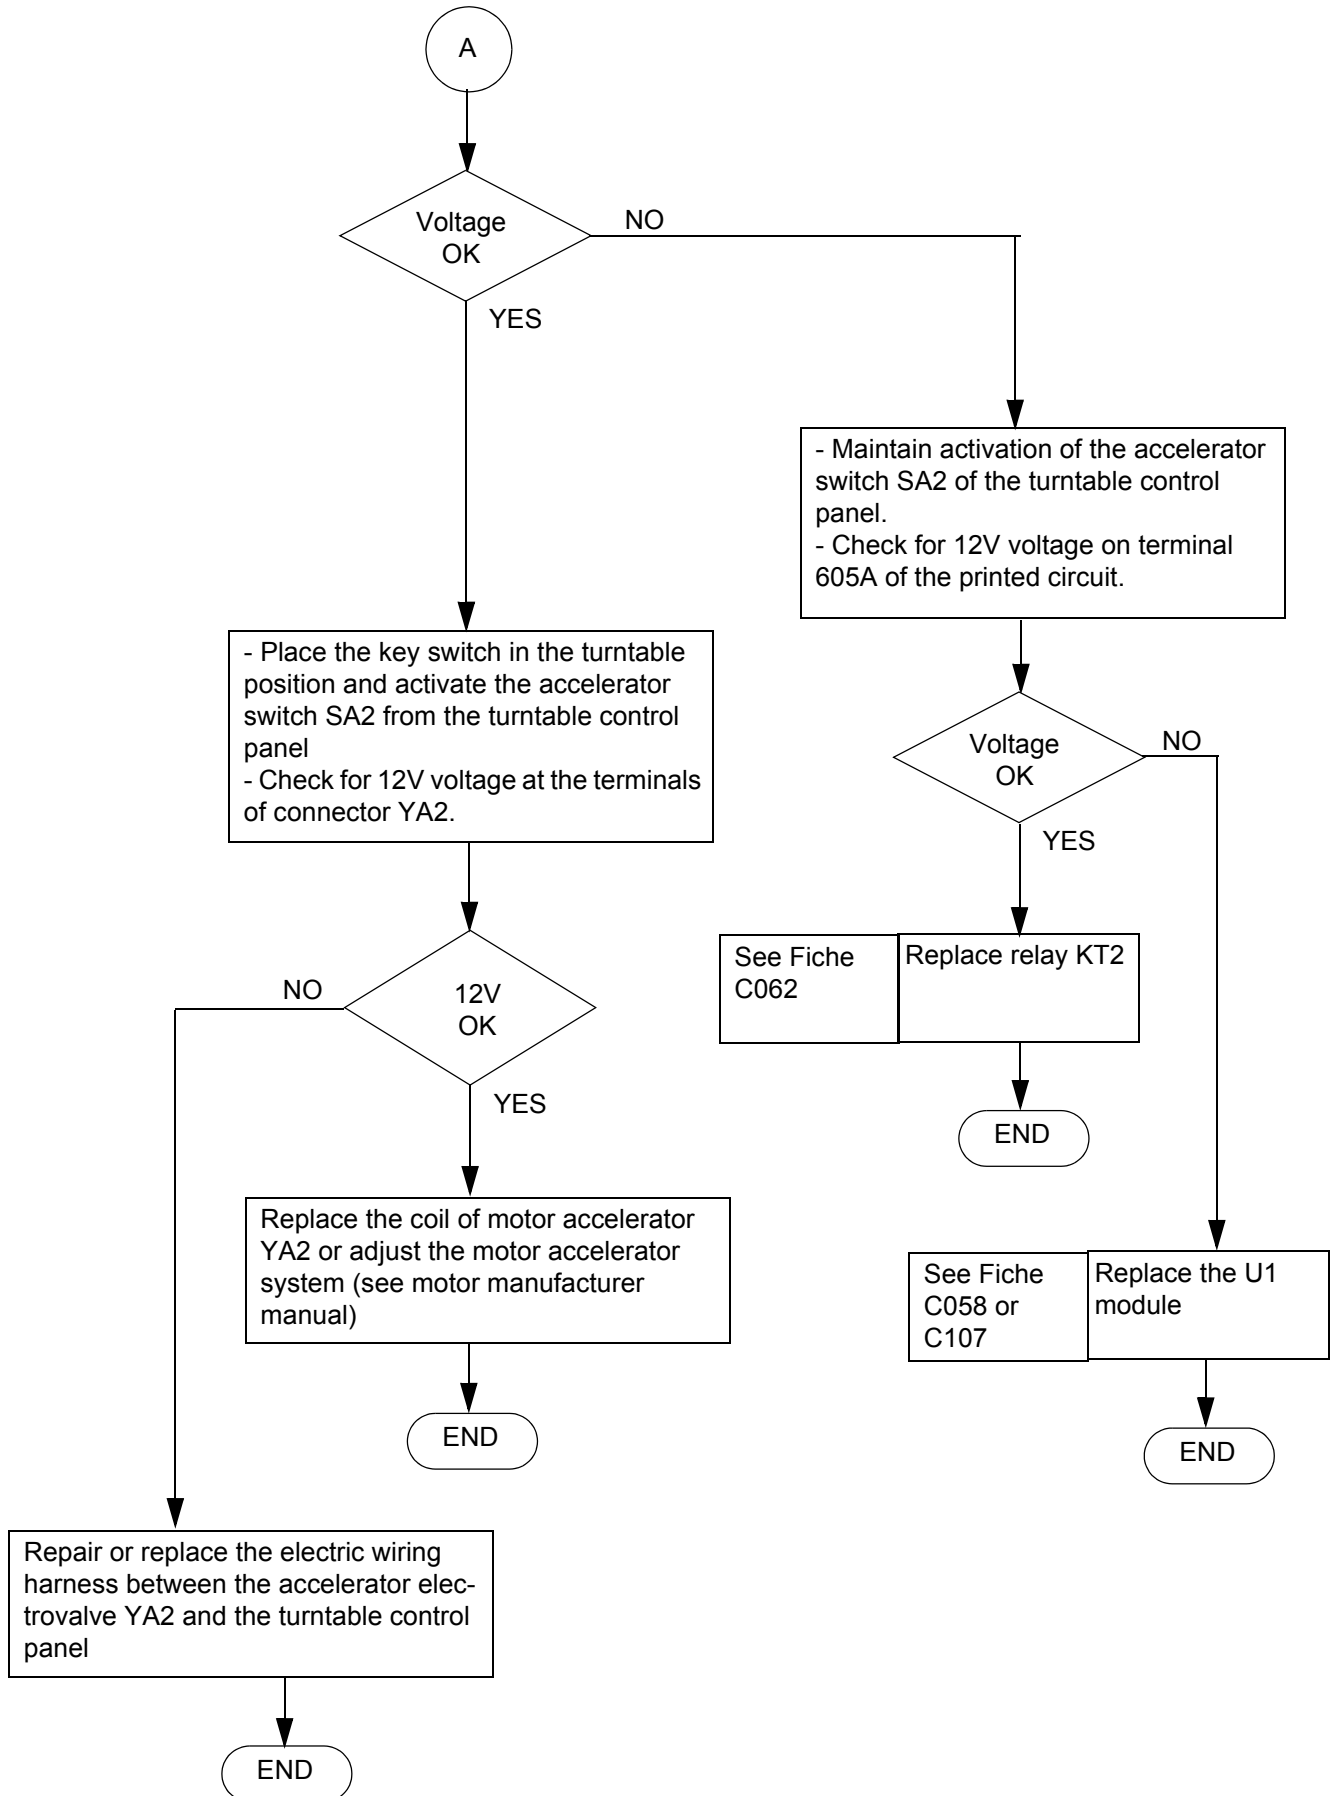 A
Voltage
OK
NO
YES
- Maintain activation of the accelerator
switch SA2 of the turntable control
panel.
- Check for 12V voltage on terminal
605A of the printed circuit.
- Place the key switch in the turntable
position and activate the accelerator
switch SA2 from the turntable control
panel
- Check for 12V voltage at the terminals
of connector YA2.
Voltage
OK
NO
YES
See Fiche
C062
Replace relay KT2
END
12V
OK
NO
YES
Replace the coil of motor accelerator
YA2 or adjust the motor accelerator
system (see motor manufacturer
manual)
END
See Fiche
C058 or
C107
Replace the U1
module
END
Repair or replace the electric wiring
harness between the accelerator elec-
trovalve YA2 and the turntable control
panel
END